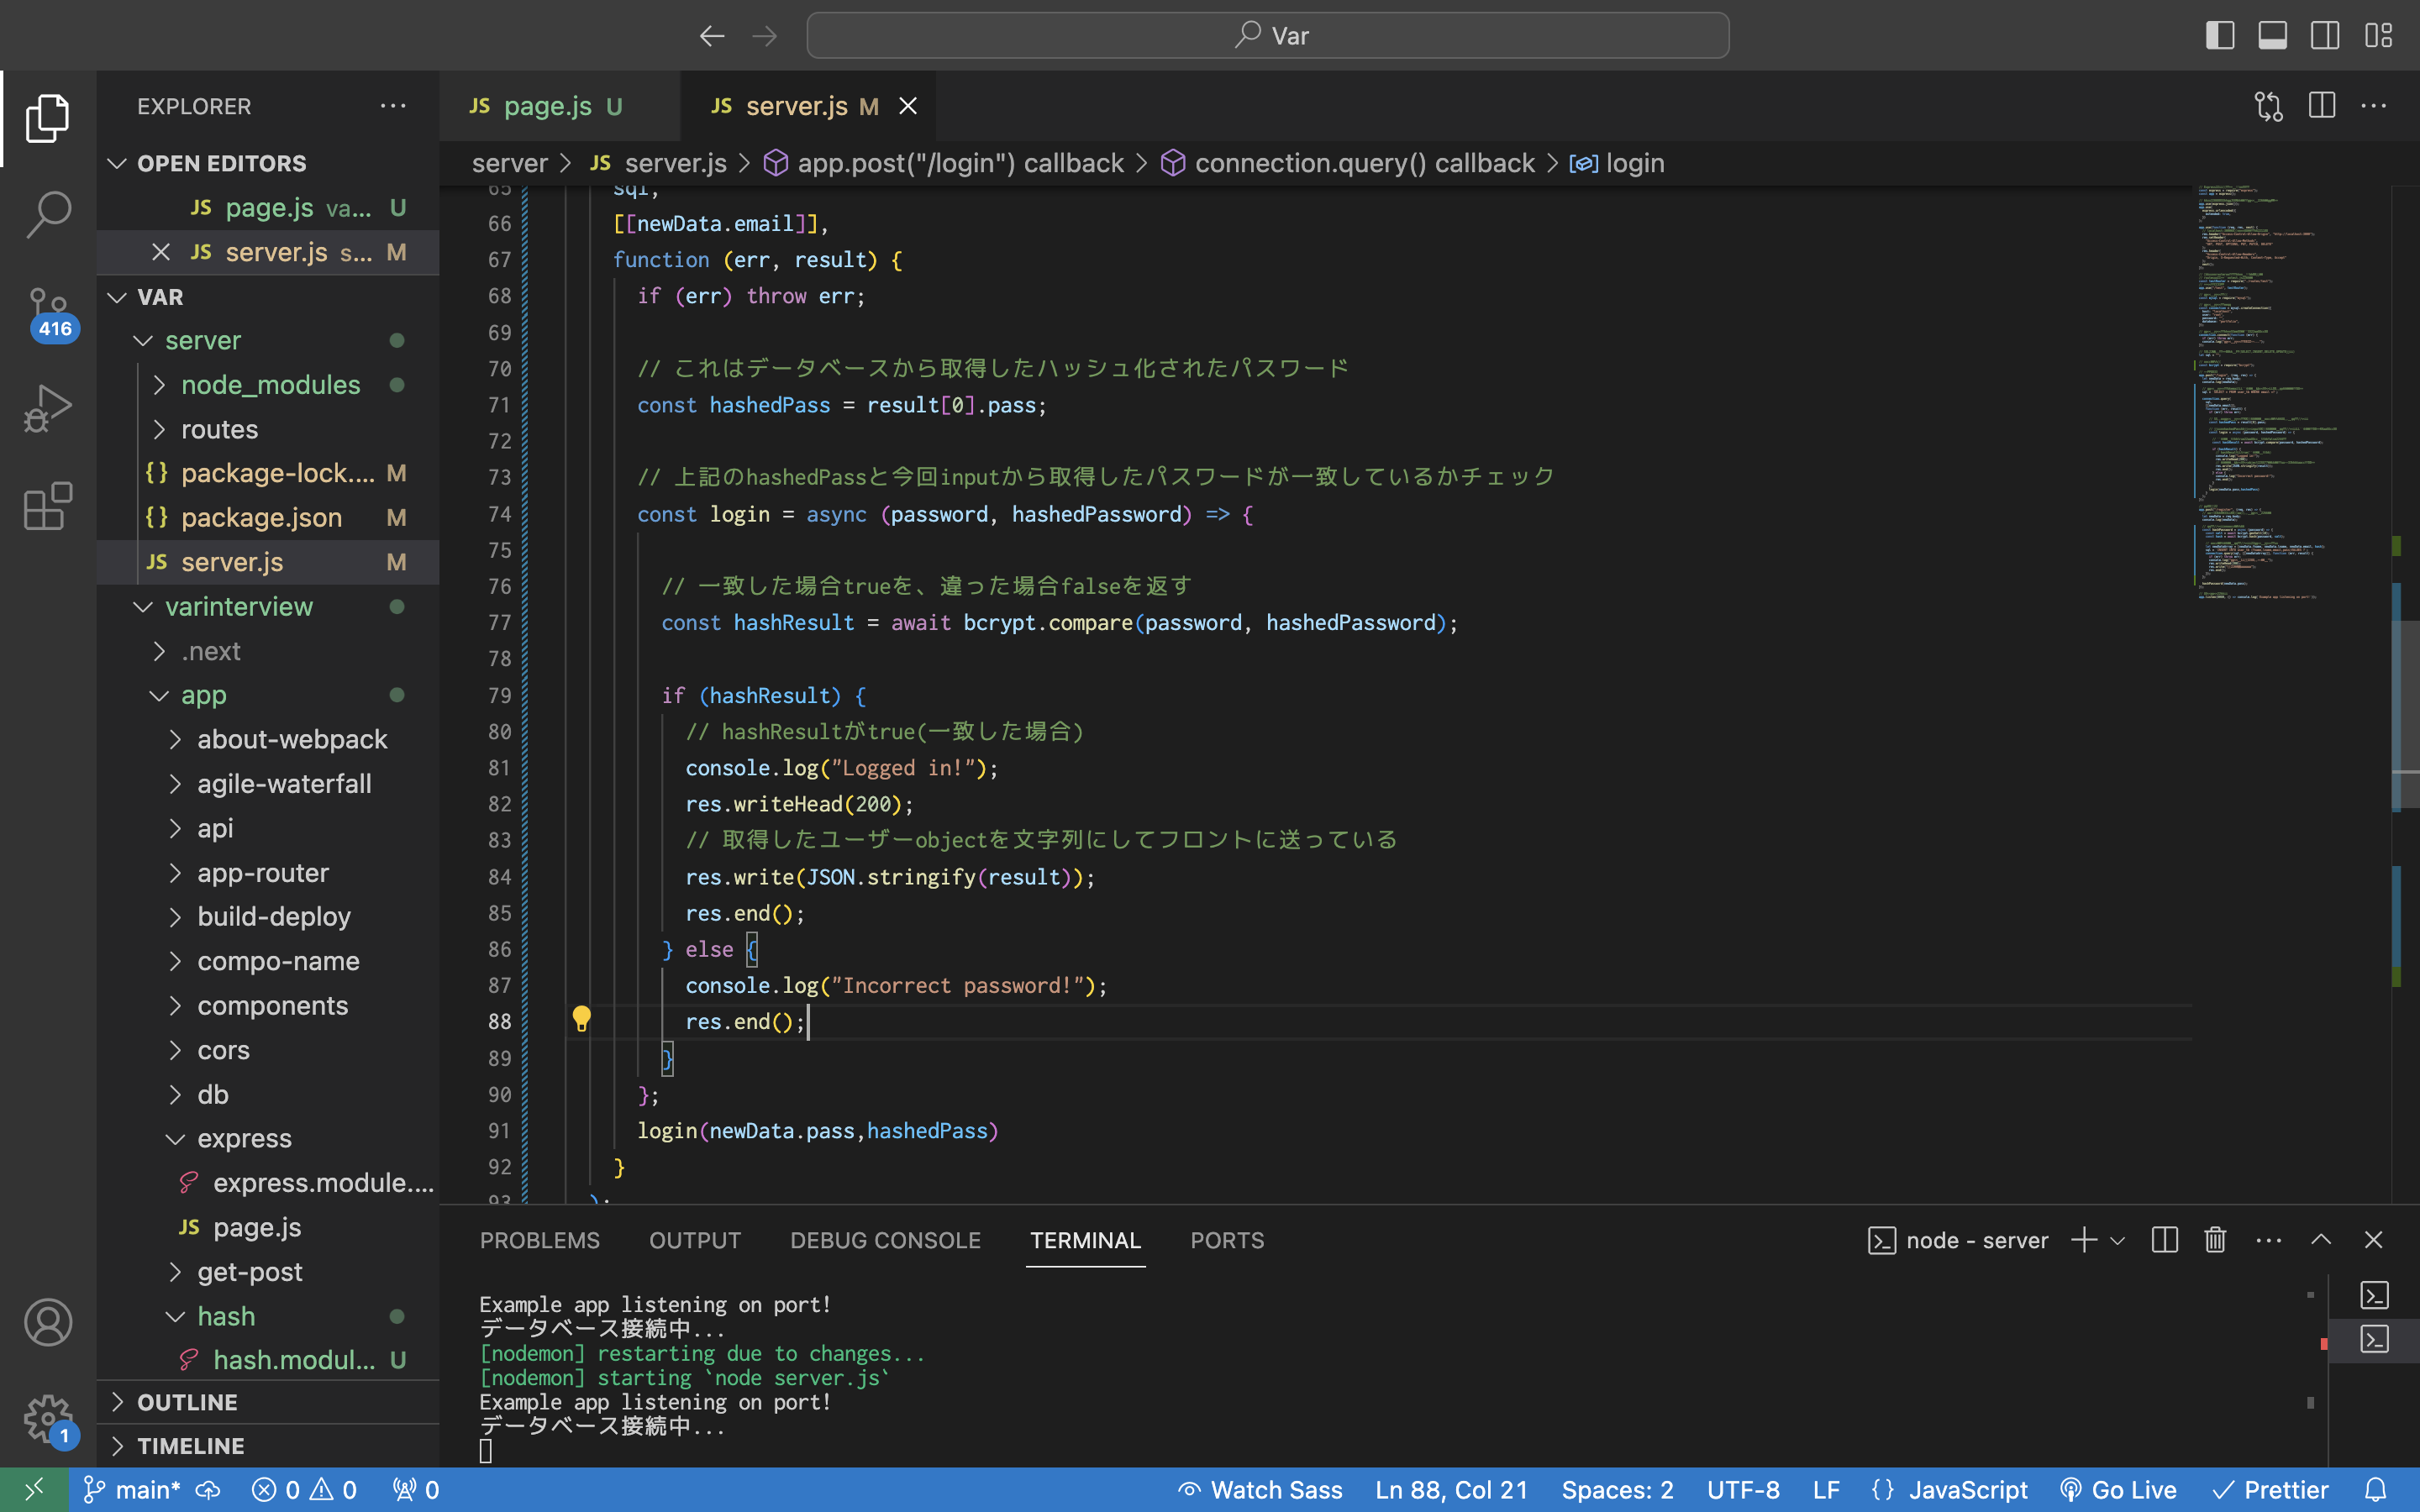 Var
EXPLORER
OPEN EDITORS
JS page.js va... U
JS server.js s... M
VAR
server
node_modules
routes
{} package-lock.... M
{} package.json M
JS server.js M
varinterview
.next
app
about-webpack
agile-waterfall
api
app-router
build-deploy
compo-name
components
cors
db
express
express.module....
JS page.js
get-post
hash
hash.modul... U
OUTLINE
TIMELINE
416
1
JS page.js U
JS server.js M
server > JS server.js > app.post("/login") callback > connection.query() callback > login
65 sql,
66 [[newData.email]],
67 function (err, result) {
68 if (err) throw err;
69
70 // これはデータベースから取得したハッシュ化されたパスワード
71 const hashedPass = result[0].pass;
72
73 // 上記のhashedPassと今回inputから取得したパスワードが一致しているかチェック
74 const login = async (password, hashedPassword) => {
75
76 // 一致した場合trueを、違った場合falseを返す
77 const hashResult = await bcrypt.compare(password, hashedPassword);
78
79 if (hashResult) {
80 // hashResultがtrue(一致した場合)
81 console.log("Logged in!");
82 res.writeHead(200);
83 // 取得したユーザーobjectを文字列にしてフロントに送っている
84 res.write(JSON.stringify(result));
85 res.end();
86 } else {
87 console.log("Incorrect password!");
88 res.end();
89 }
90 };
91 login(newData.pass,hashedPass)
92 }
93 );
PROBLEMS OUTPUT DEBUG CONSOLE TERMINAL PORTS
node - server
Example app listening on port!
データベース接続中...
[nodemon] restarting due to changes...
[nodemon] starting `node server.js`
Example app listening on port!
データベース接続中...
main* 0 0 0 Watch Sass Ln 88, Col 21 Spaces: 2 UTF-8 LF {} JavaScript Go Live Prettier